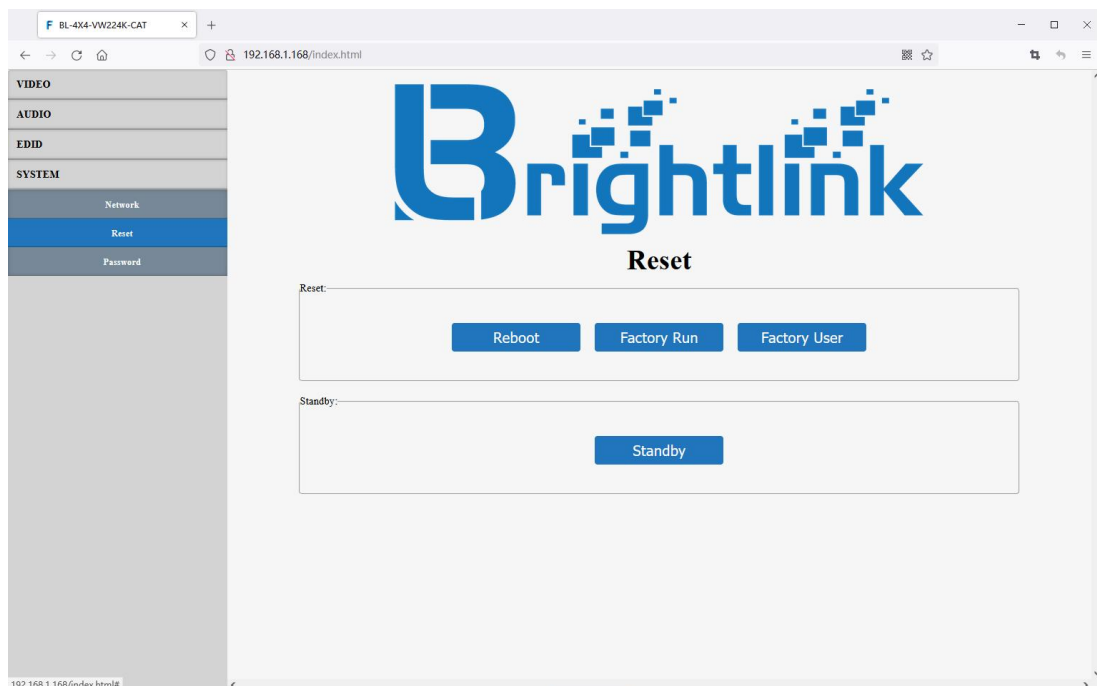 BL-4X4-VW224K-CAT
192.168.1.168/index.html
VIDEO
AUDIO
EDID
SYSTEM
Network
Reset
Password
Brightlink
Reset
Reset:
Reboot Factory Run Factory User
Standby:
Standby
192.168.1.168/index.html#